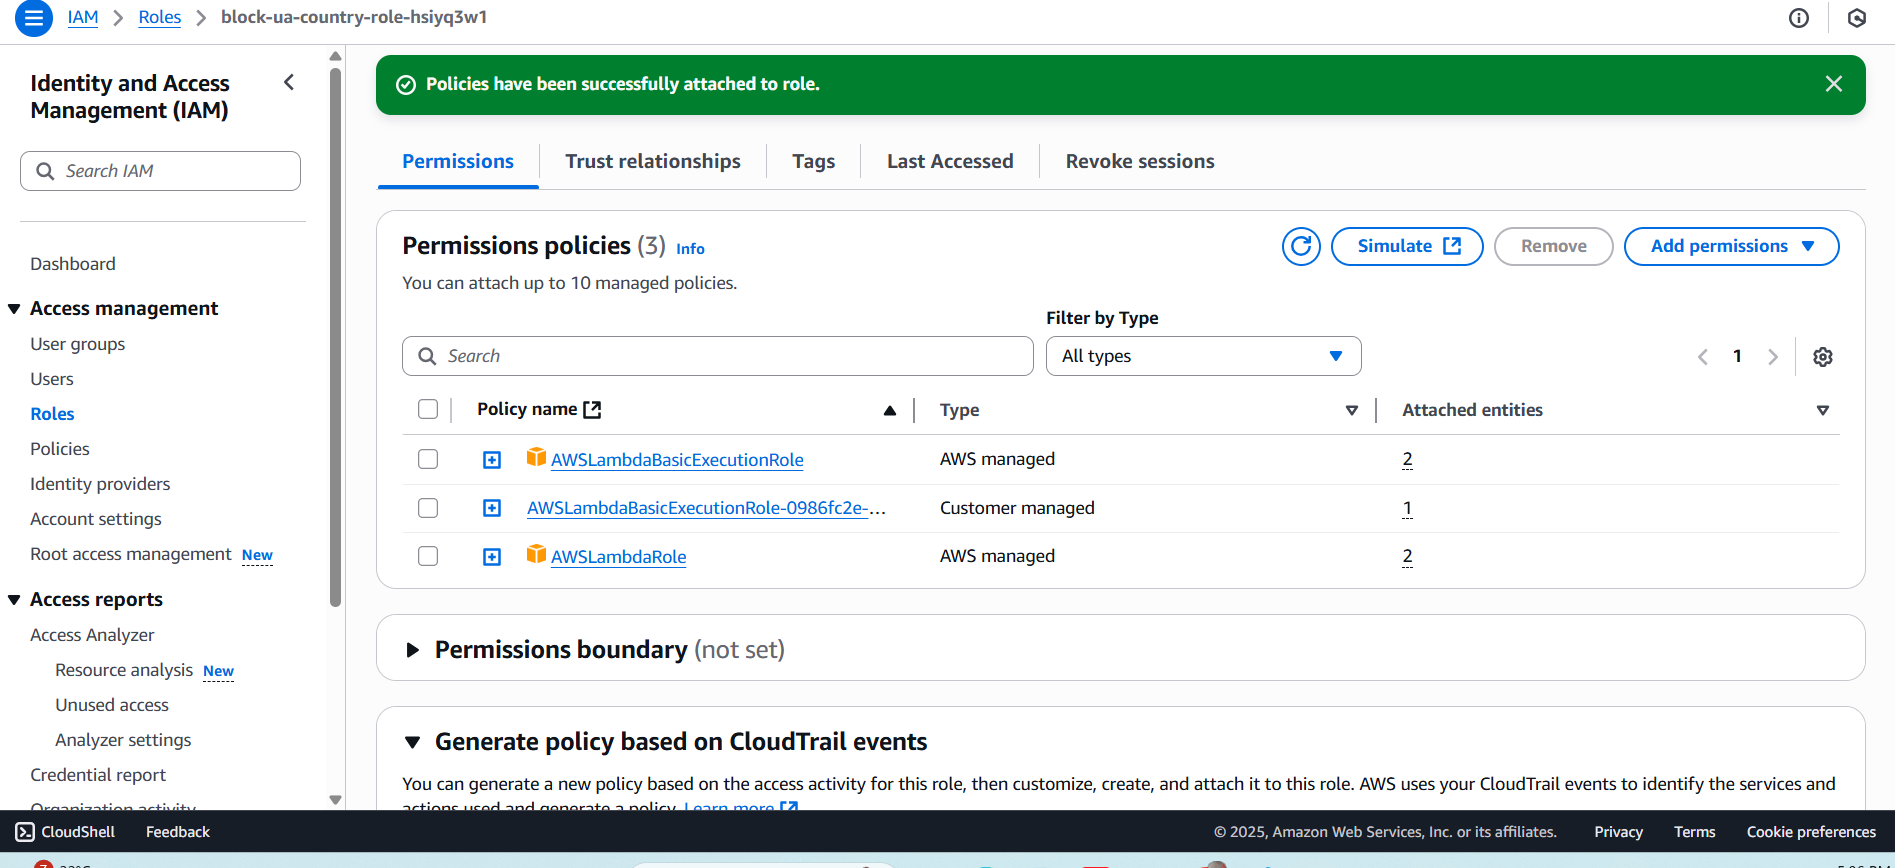 IAM > Roles > block-ua-country-role-hsiyq3w1
Identity and Access Management (IAM)
Search IAM
Dashboard
Access management
User groups
Users
Roles
Policies
Identity providers
Account settings
Root access management New
Access reports
Access Analyzer
Resource analysis New
Unused access
Analyzer settings
Credential report
Organization activity
Policies have been successfully attached to role.
Permissions
Trust relationships
Tags
Last Accessed
Revoke sessions
Permissions policies (3) Info
Simulate
Remove
Add permissions
You can attach up to 10 managed policies.
Filter by Type
Search
All types
1
Policy name
Type
Attached entities
AWSLambdaBasicExecutionRole AWS managed 2
AWSLambdaBasicExecutionRole-0986fc2e-... Customer managed 1
AWSLambdaRole AWS managed 2
Permissions boundary (not set)
Generate policy based on CloudTrail events
You can generate a new policy based on the access activity for this role, then customize, create, and attach it to this role. AWS uses your CloudTrail events to identify the services and
actions used and generate a policy. Learn more
CloudShell
Feedback
© 2025, Amazon Web Services, Inc. or its affiliates.
Privacy
Terms
Cookie preferences